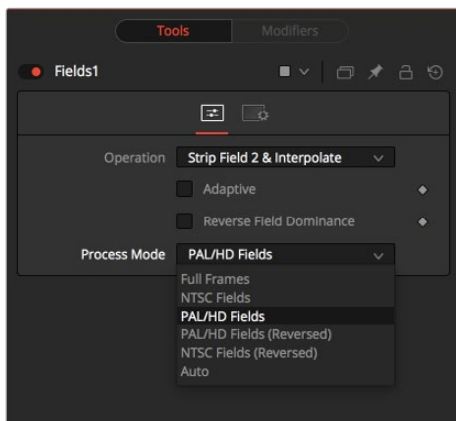 Tools Modifiers
Fields1
Operation Strip Field 2 & Interpolate
Adaptive
Reverse Field Dominance
Process Mode PAL/HD Fields
Full Frames
NTSC Fields
PAL/HD Fields
PAL/HD Fields (Reversed)
NTSC Fields (Reversed)
Auto